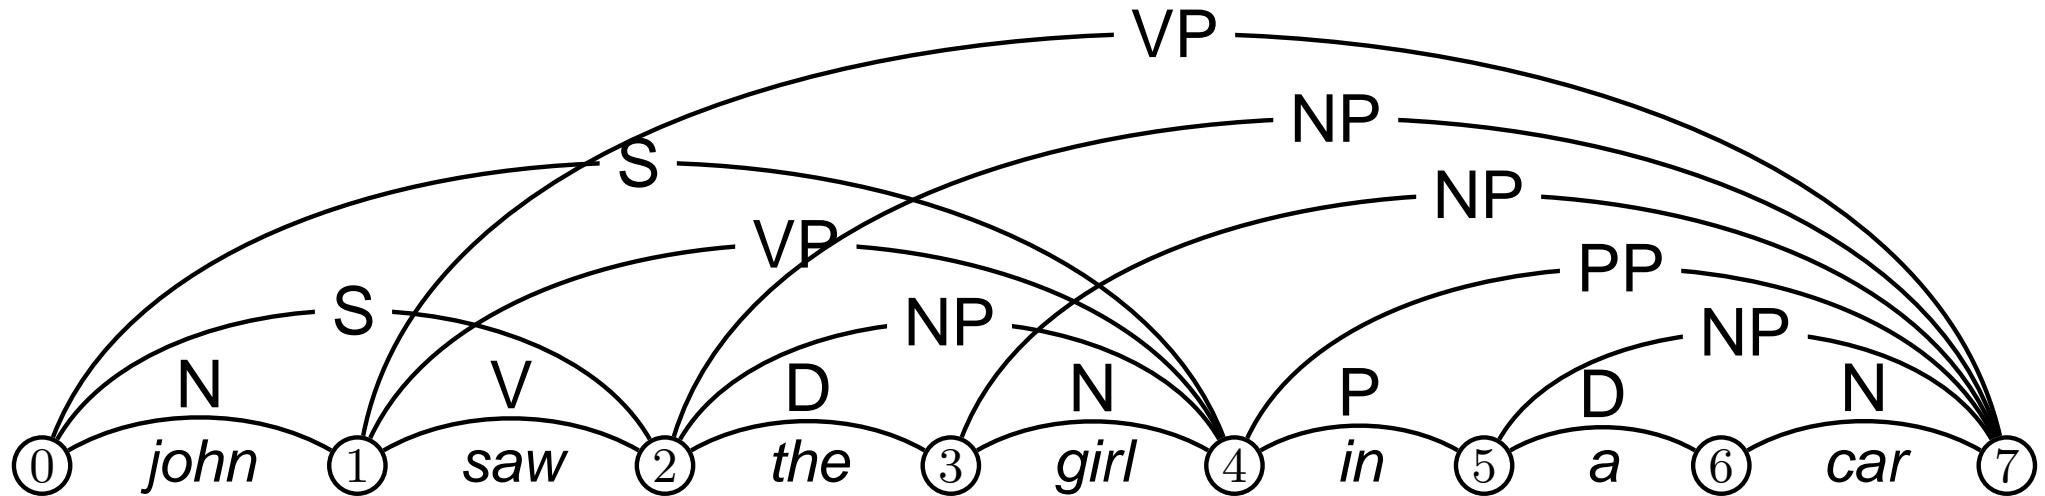 VP
NP
S
NP
VP
PP
S
NP
NP
N V D N P D N
0 john 1 saw 2 the 3 girl 4 in 5 a 6 car 7